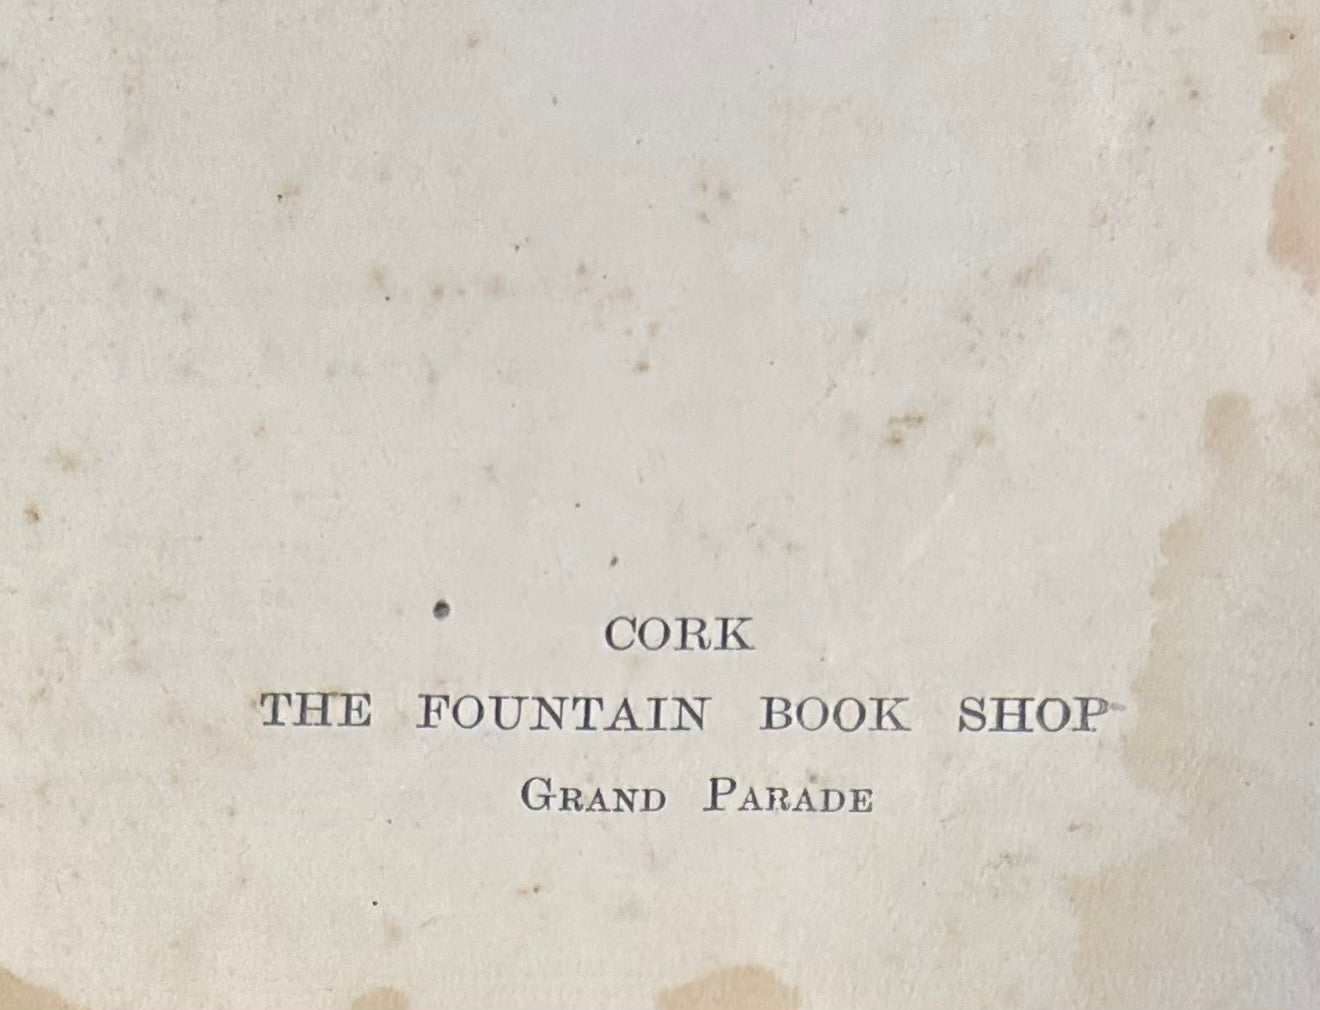 CORK
THE FOUNTAIN BOOK SHOP
GRAND PARADE